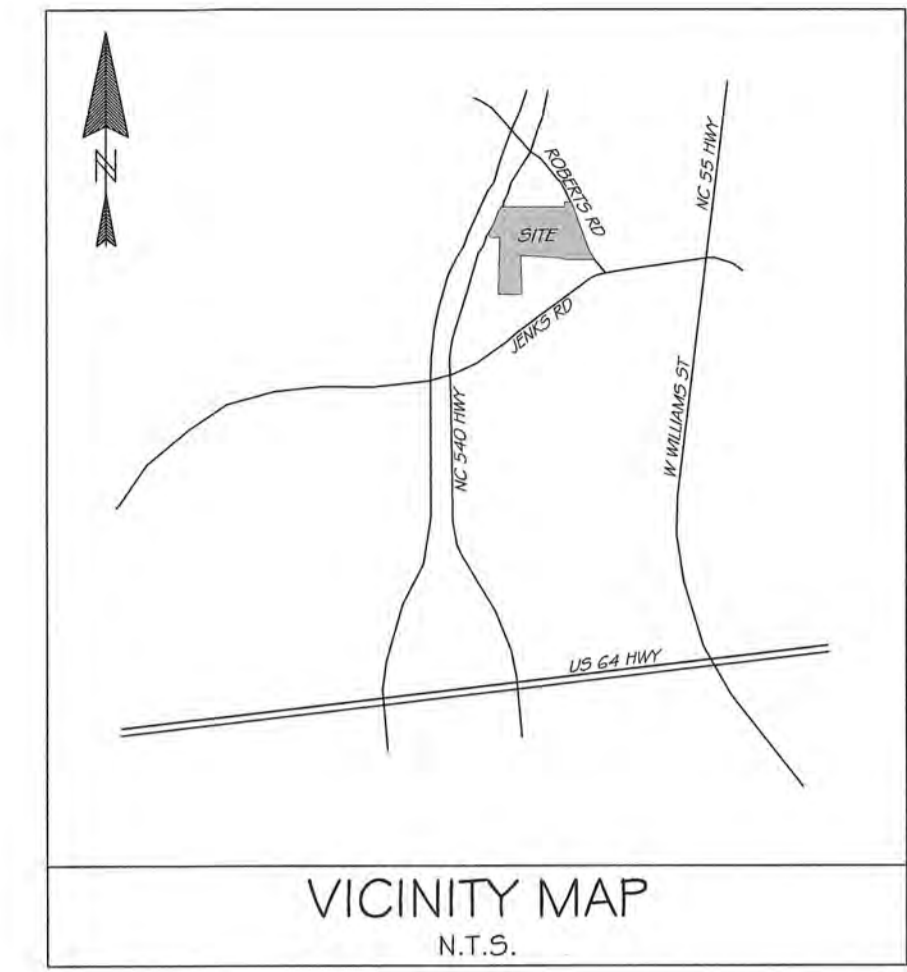 N
ROBERTS RD
NC 55 HWY
SITE
JENKS RD
NC 540 HWY
W WILLIAMS ST
US 64 HWY
VICINITY MAP
N.T.S.